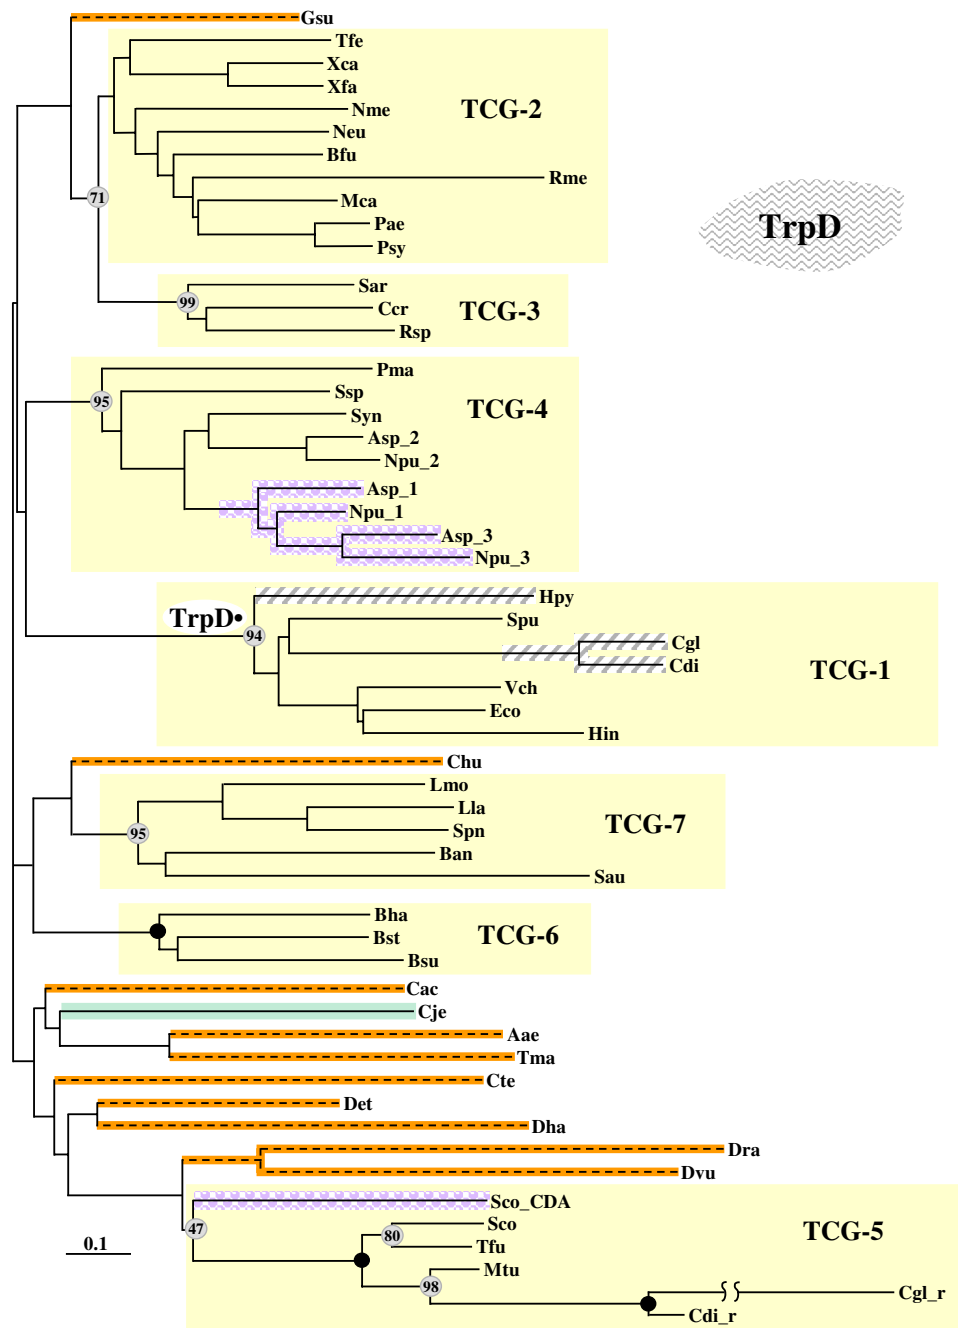 Gsu
Tfe
Xca
Xfa
TCG-2
Nme
Neu
Bfu
Rme
71
Mca
Pae
TrpD
Psy
Sar
99
Ccr
TCG-3
Rsp
Pma
Ssp
95
TCG-4
Syn
Asp_2
Npu_2
Asp_1
Npu_1
Asp_3
Npu_3
Hpy
TrpD•
Spu
94
Cgl
Cdi
TCG-1
Vch
Eco
Hin
Chu
Lmo
Lla
95
Spn
TCG-7
Ban
Sau
Bha
Bst
TCG-6
Bsu
Cac
Cje
Aae
Tma
Cte
Det
Dha
Dra
Dvu
Sco_CDA
47
Sco
TCG-5
80
0.1
Tfu
Mtu
98
Cgl_r
Cdi_r